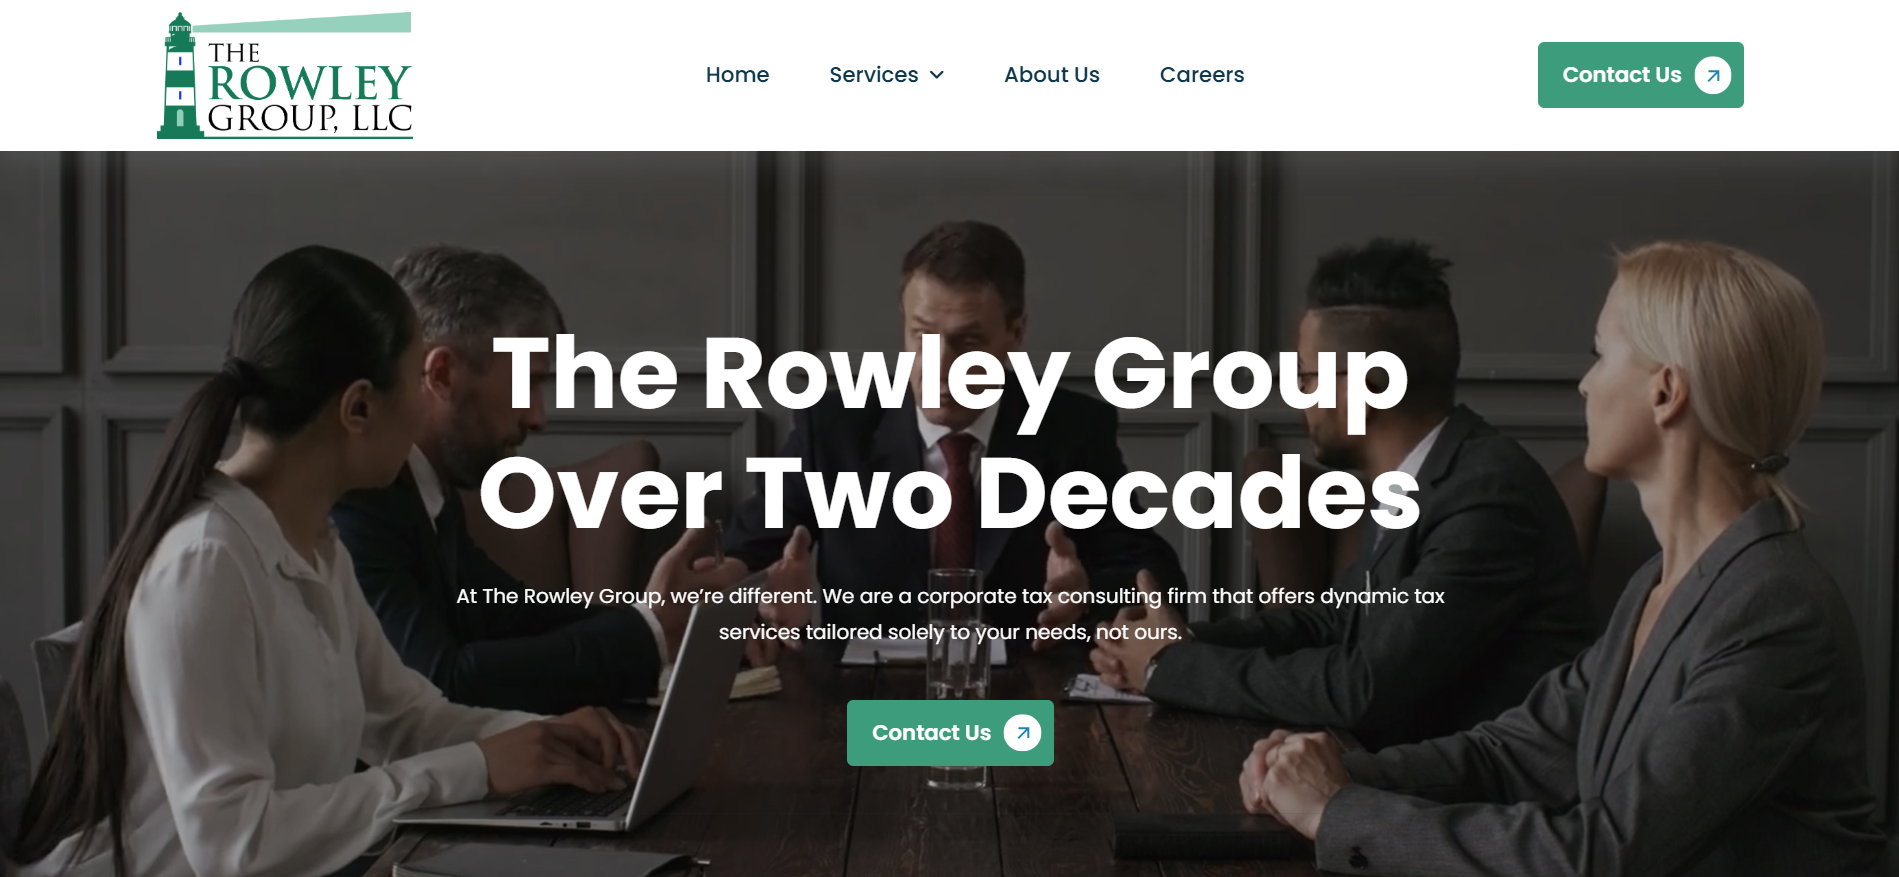 THE
ROWLEY
GROUP, LLC
Home
Services
About Us
Careers
Contact Us
The Rowley Group
Over Two Decades
At The Rowley Group, we’re different. We are a corporate tax consulting firm that offers dynamic tax
services tailored solely to your needs, not ours.
Contact Us